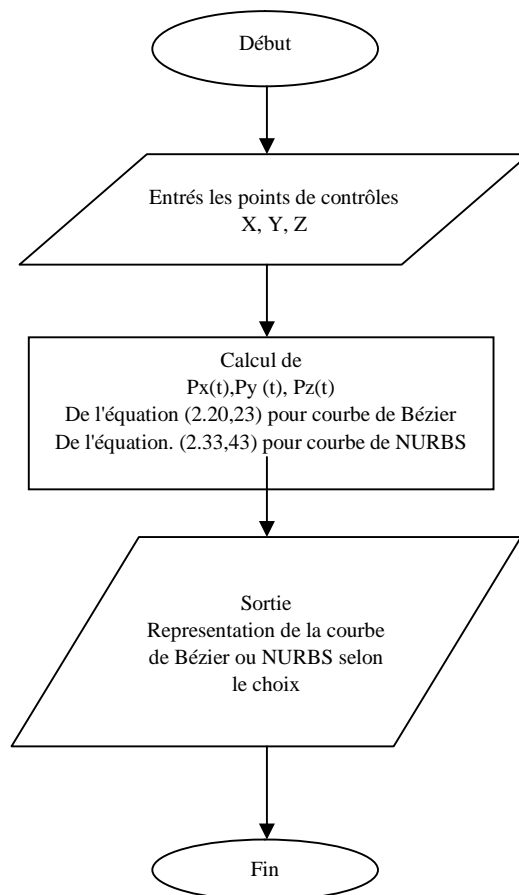 Début
Entrés les points de contrôles
X, Y, Z
Calcul de
Px(t),Py (t), Pz(t)
De l'équation (2.20,23) pour courbe de Bézier
De l'équation. (2.33,43) pour courbe de NURBS
Sortie
Representation de la courbe
de Bézier ou NURBS selon
le choix
Fin